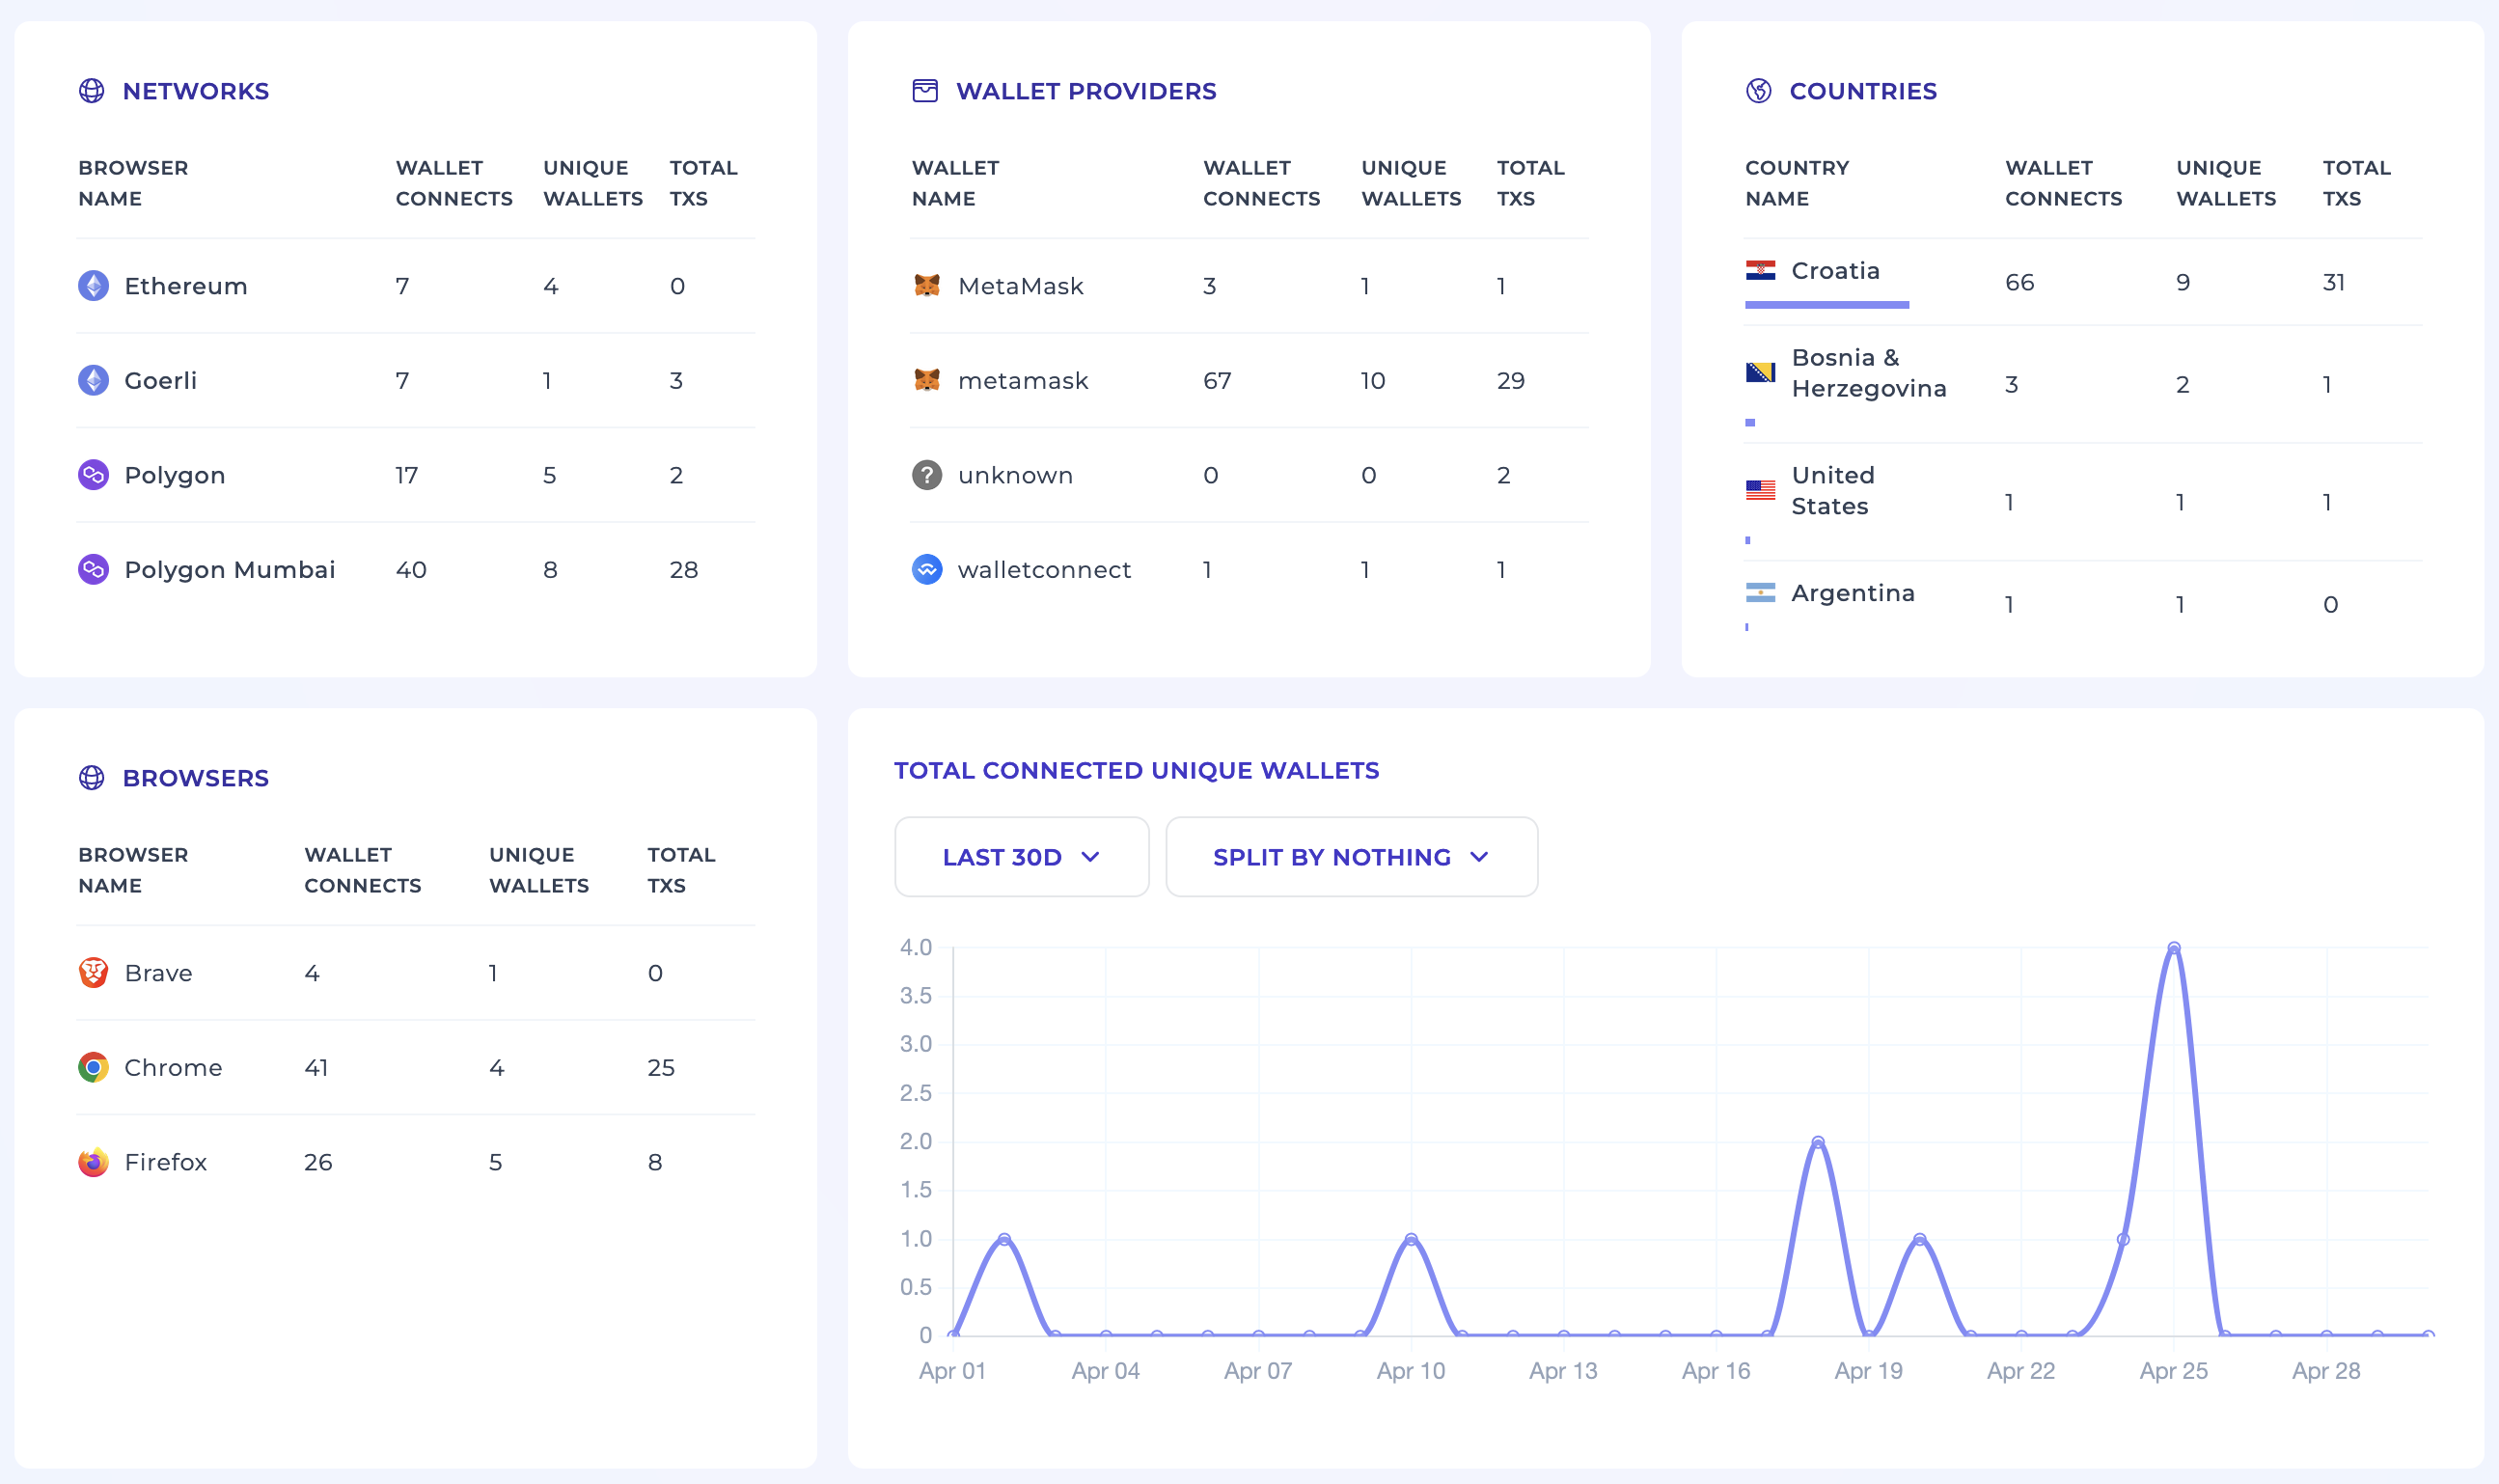 NETWORKS
BROWSER NAME WALLET CONNECTS UNIQUE WALLETS TOTAL TXS
Ethereum 7 4 0
Goerli 7 1 3
Polygon 17 5 2
Polygon Mumbai 40 8 28
WALLET PROVIDERS
WALLET NAME WALLET CONNECTS UNIQUE WALLETS TOTAL TXS
MetaMask 3 1 1
metamask 67 10 29
? unknown 0 0 2
walletconnect 1 1 1
COUNTRIES
COUNTRY NAME WALLET CONNECTS UNIQUE WALLETS TOTAL TXS
Croatia 66 9 31
Bosnia & Herzegovina 3 2 1
United States 1 1 1
Argentina 1 1 0
BROWSERS
BROWSER NAME WALLET CONNECTS UNIQUE WALLETS TOTAL TXS
Brave 4 1 0
Chrome 41 4 25
Firefox 26 5 8
TOTAL CONNECTED UNIQUE WALLETS
LAST 30D SPLIT BY NOTHING
4.0
3.5
3.0
2.5
2.0
1.5
1.0
0.5
0
Apr 01 Apr 04 Apr 07 Apr 10 Apr 13 Apr 16 Apr 19 Apr 22 Apr 25 Apr 28